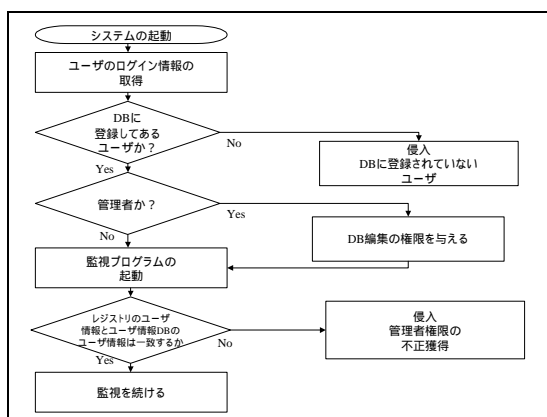 システムの起動
ユーザのログイン情報の
取得
DBに
登録してある
ユーザか？
No
侵入
DBに登録されていない
ユーザ
Yes
管理者か？
Yes
No
DB編集の権限を与える
監視プログラムの
起動
レジストリのユーザ
情報とユーザ情報DBの
ユーザ情報は一致するか
No
侵入
管理者権限の
不正獲得
Yes
監視を続ける